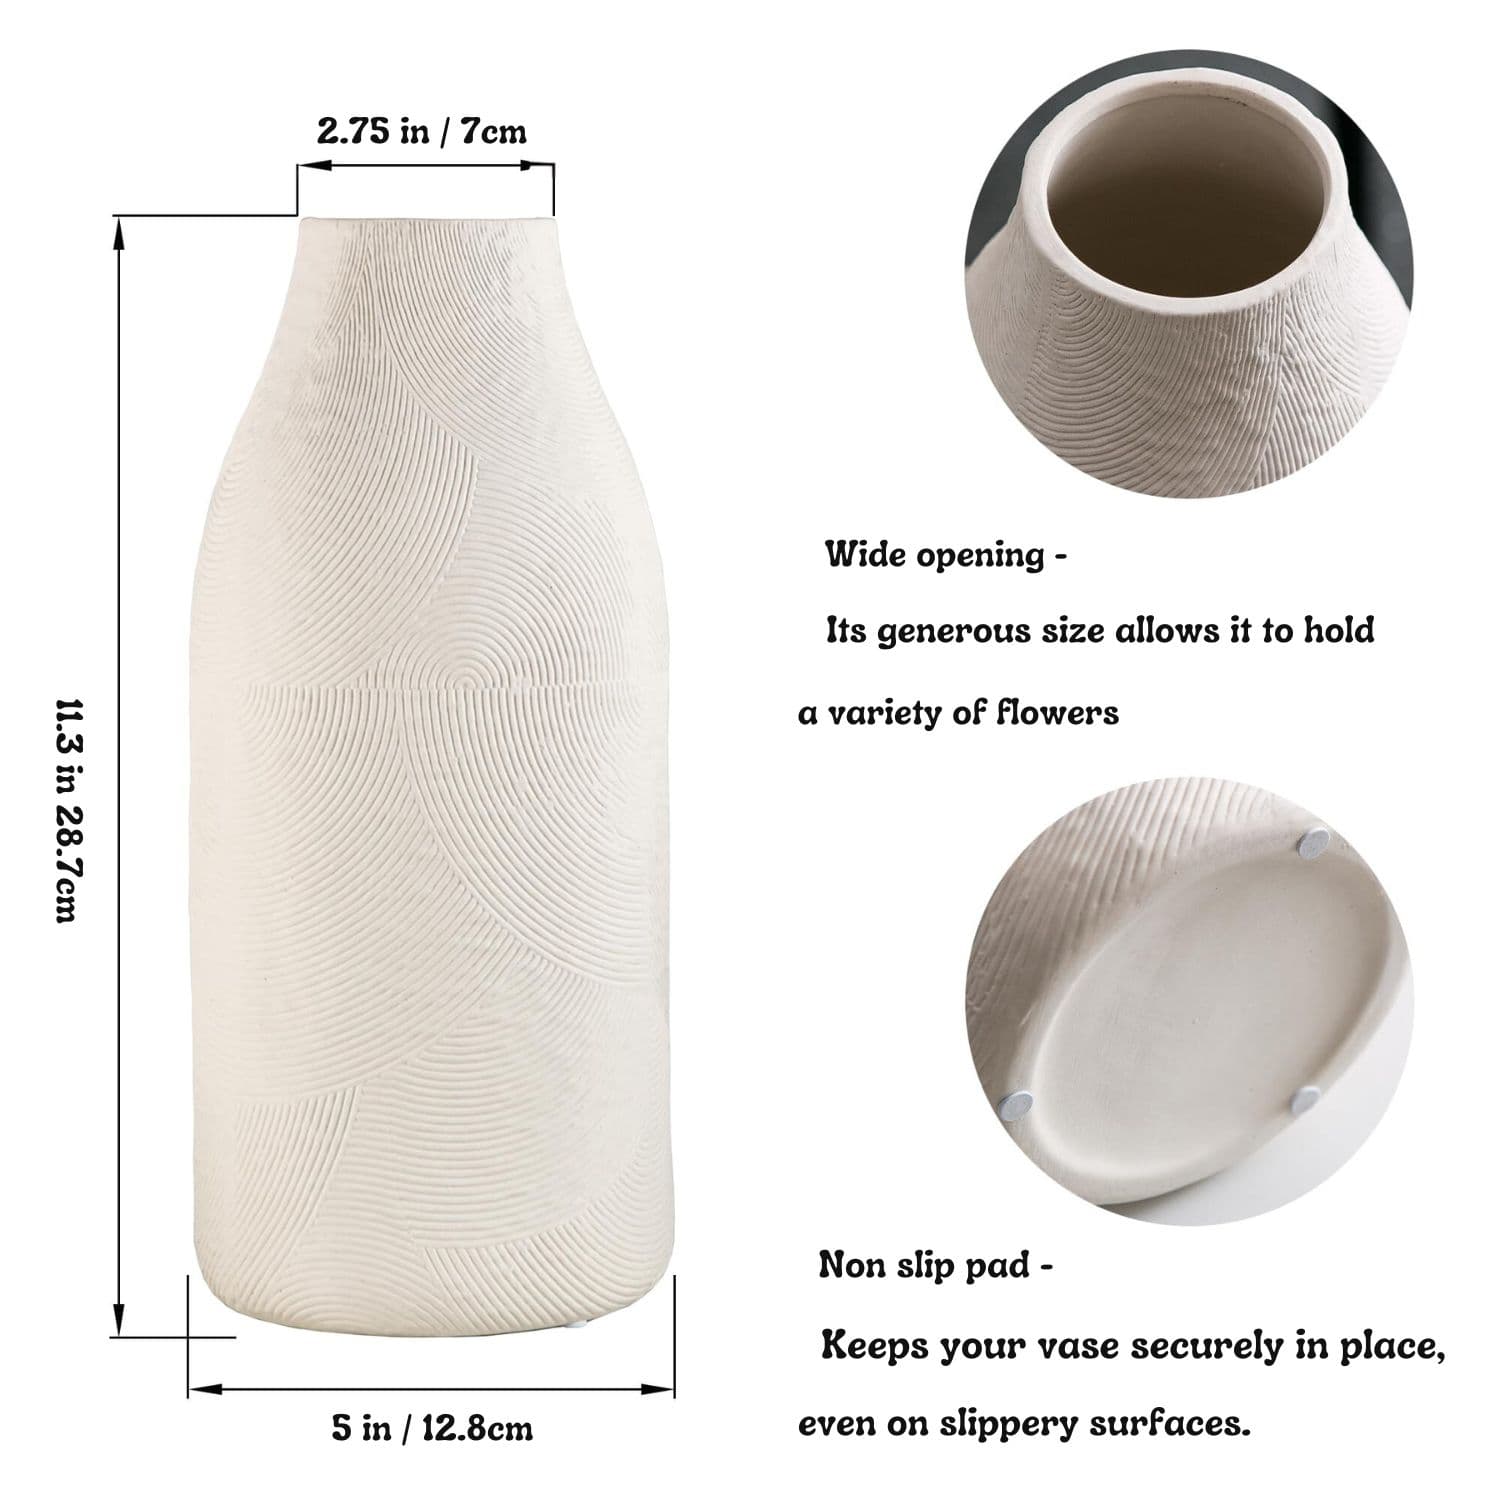 2.75 in / 7cm
11.3 in 28.7cm
5 in / 12.8cm
Wide opening -
Its generous size allows it to hold
a variety of flowers
Non slip pad -
Keeps your vase securely in place,
even on slippery surfaces.